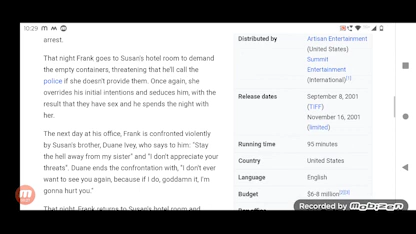 10:29
arrest.
That night Frank goes to Susan's hotel room to demand
the empty containers, threatening that he'll call the
police if she doesn't provide them. Once again, she
overrides his initial intentions and seduces him, with the
result that they have sex and he spends the night with
her.
The next day at his office, Frank is confronted violently
by Susan's brother, Duane Ivey, who says to him: "Stay
the hell away from my sister" and "I don't appreciate your
threats". Duane ends the confrontation with, "I don't ever
want to see you again, because if I do, goddamn it, I'm
gonna hurt you."
That night, Frank returns to Susan's hotel room and
Distributed by Artisan Entertainment
(United States)
Summit
Entertainment
(International)[1]
Release dates September 8, 2001
(TIFF)
November 16, 2001
(limited)
Running time 95 minutes
Country United States
Language English
Budget $6-8 million
Recorded by
Mobizen